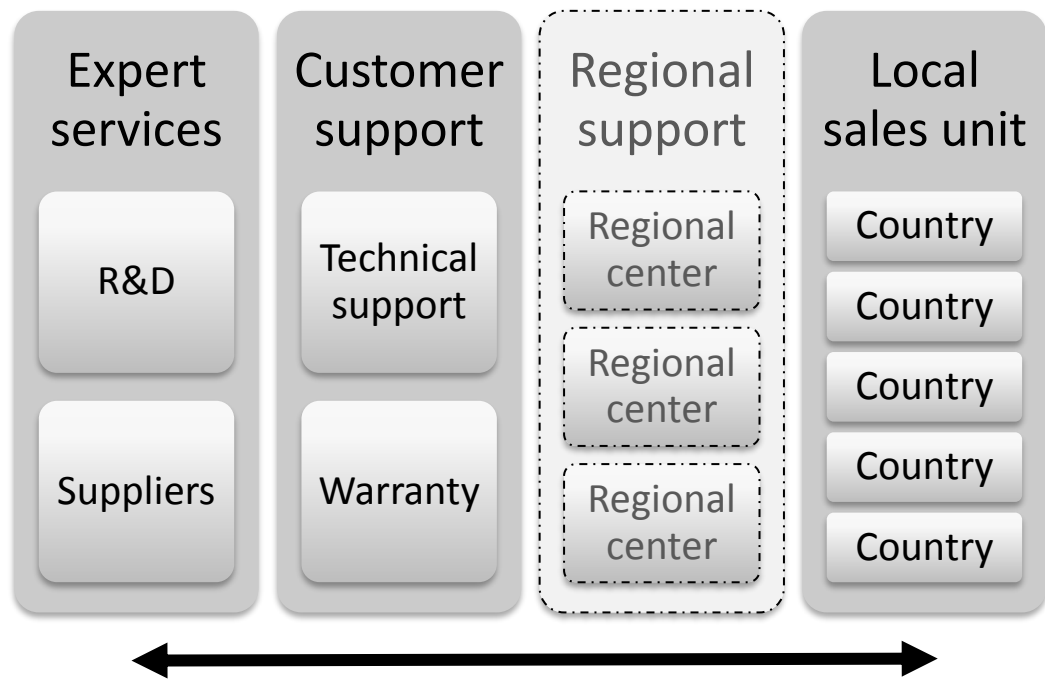 Expert
services
R&D
Suppliers
Customer
support
Technical
support
Warranty
Regional
support
Regional
center
Regional
center
Regional
center
Local
sales unit
Country
Country
Country
Country
Country